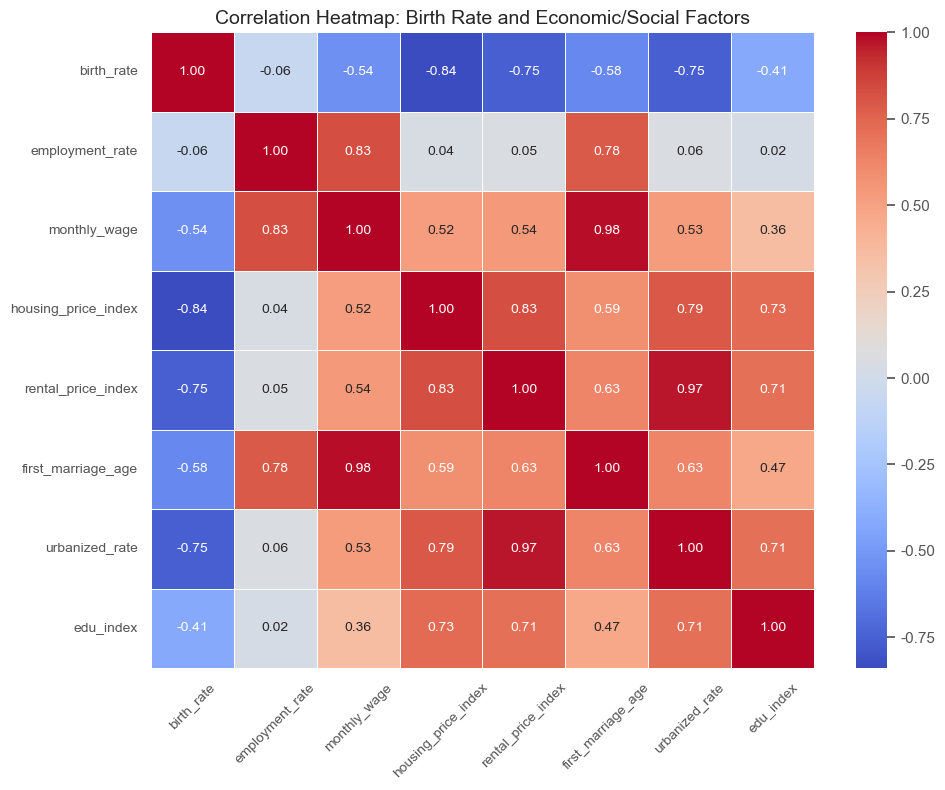 Correlation Heatmap: Birth Rate and Economic/Social Factors
birth_rate 1.00 -0.06 -0.54 -0.84 -0.75 -0.58 -0.75 -0.41
employment_rate -0.06 1.00 0.83 0.04 0.05 0.78 0.06 0.02
monthly_wage -0.54 0.83 1.00 0.52 0.54 0.98 0.53 0.36
housing_price_index -0.84 0.04 0.52 1.00 0.83 0.59 0.79 0.73
rental_price_index -0.75 0.05 0.54 0.83 1.00 0.63 0.97 0.71
first_marriage_age -0.58 0.78 0.98 0.59 0.63 1.00 0.63 0.47
urbanized_rate -0.75 0.06 0.53 0.79 0.97 0.63 1.00 0.71
edu_index -0.41 0.02 0.36 0.73 0.71 0.47 0.71 1.00
birth_rate
employment_rate
monthly_wage
housing_price_index
rental_price_index
first_marriage_age
urbanized_rate
edu_index
1.00
0.75
0.50
0.25
0.00
-0.25
-0.50
-0.75